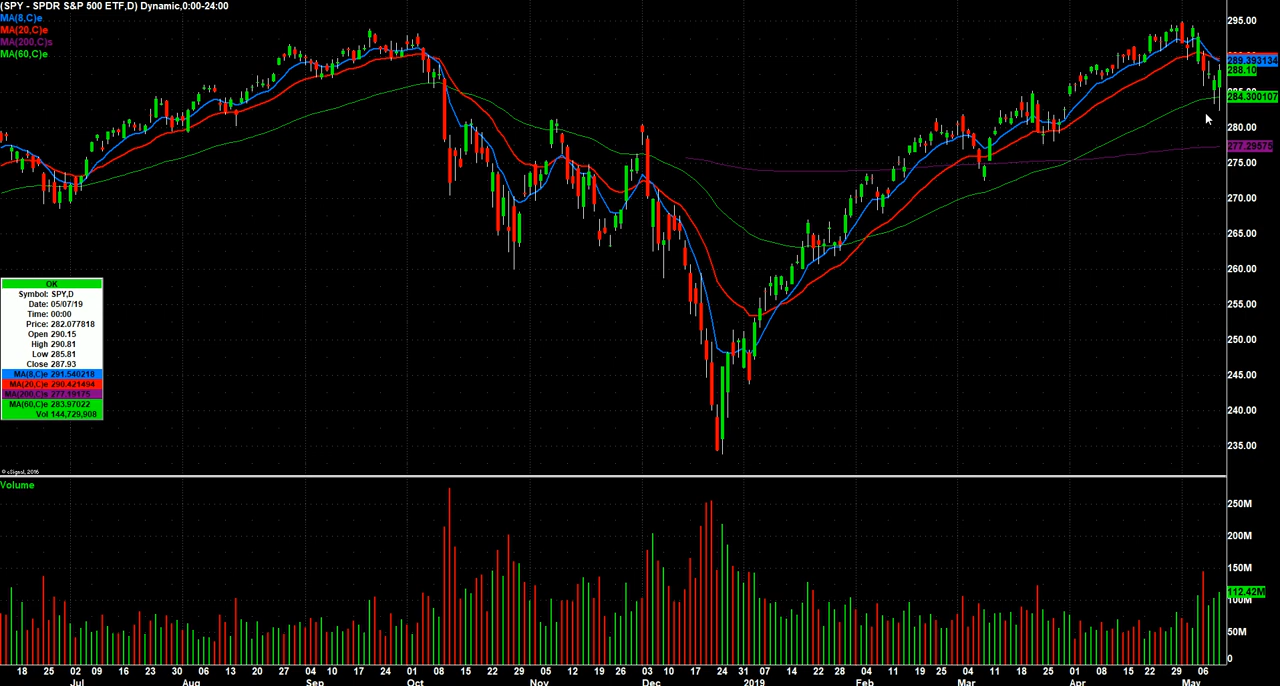 (SPY - SPDR S&P 500 ETF,D) Dynamic,0:00-24:00
MA(8,C)e
MA(20,C)e
MA(200,C)s
MA(60,C)e
295.00
289.393134
288.10
284.300107
280.00
277.29575
275.00
270.00
265.00
260.00
255.00
250.00
245.00
240.00
235.00
OK
Symbol: SPY,D
Date: 05/07/19
Time: 00:00
Price: 282.077818
Open 290.15
High 290.81
Low 285.81
Close 287.93
MA(8,C)e 291.540218
MA(20,C)e 290.421494
MA(200,C)s 277.19175
MA(60,C)e 283.97022
Vol 144,729,908
© eSignal, 2016
Volume
250M
200M
150M
112.42M
100M
50M
0
18 25 02 09 16 23 30 06 13 20 27 04 10 17 24 01 08 15 22 29 05 12 19 26 03 10 17 24 31 07 14 22 28 04 11 19 25 04 11 18 25 01 08 15 22 29 06
Jul Aug Sep Oct Nov Dec 2019 Feb Mar Apr May